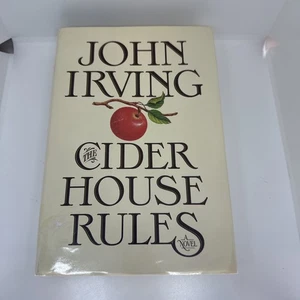 JOHN
IRVING
THE
CIDER
HOUSE
RULES
A
NOVEL